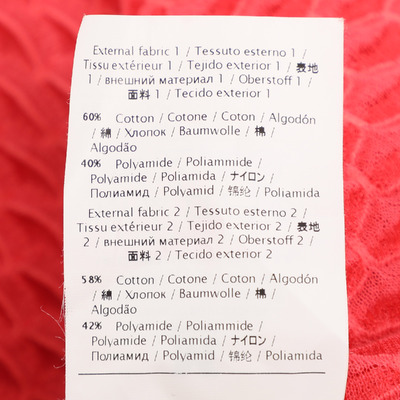 External fabric 1 / Tessuto esterno 1 /
Tissu extérieur 1 / Tejido exterior 1 / 表地
1 / внешний материал 1 / Oberstoff 1 /
面料 1 / Tecido exterior 1
60% Cotton / Cotone / Coton / Algodón
/ 綿 / Хлопок / Baumwolle / 棉 /
Algodão
40% Polyamide / Poliammide /
Polyamide / Poliamida / ナイロン /
Полиамид / Polyamid / 锦纶 / Poliamida
External fabric 2 / Tessuto esterno 2 /
Tissu extérieur 2 / Tejido exterior 2 / 表地
2 / внешний материал 2 / Oberstoff 2 /
面料 2 / Tecido exterior 2
58% Cotton / Cotone / Coton / Algodón
/ 綿 / Хлопок / Baumwolle / 棉 /
Algodão
42% Polyamide / Poliammide /
Polyamide / Poliamida / ナイロン /
Полиамид / Polyamid / 锦纶 / Poliamida